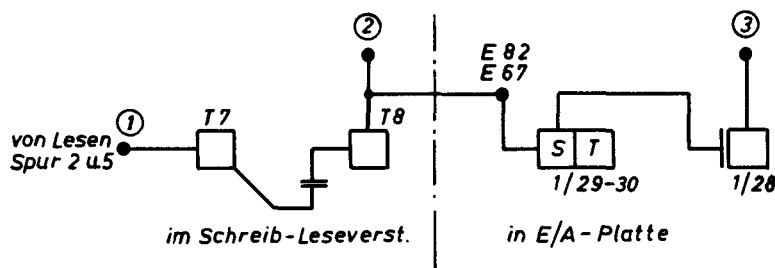 ②
③
E 82
E 67
①
T7
T8
von Lesen
Spur 2 u.5
S T
1/29-30
1/28
im Schreib-Leseverst.
in E/A-Platte